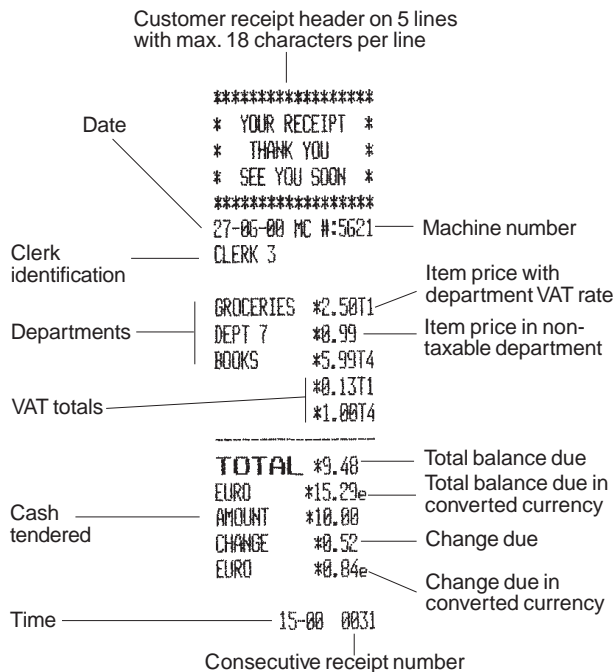 Customer receipt header on 5 lines
with max. 18 characters per line
******************
* YOUR RECEIPT *
Date
* THANK YOU *
* SEE YOU SOON *
******************
27-06-00 MC #:5621
Machine number
Clerk
identification
CLERK 3
Item price with
department VAT rate
GROCERIES *2.50T1
Departments
DEPT 7 *0.99
Item price in non-
taxable department
BOOKS *5.99T4
VAT totals
*0.13T1
*1.00T4
TOTAL *9.48
Total balance due
EURO *15.29e
Total balance due in
converted currency
Cash
tendered
AMOUNT *10.00
CHANGE *0.52
Change due
EURO *0.84e
Change due in
converted currency
Time
15-00 0031
Consecutive receipt number